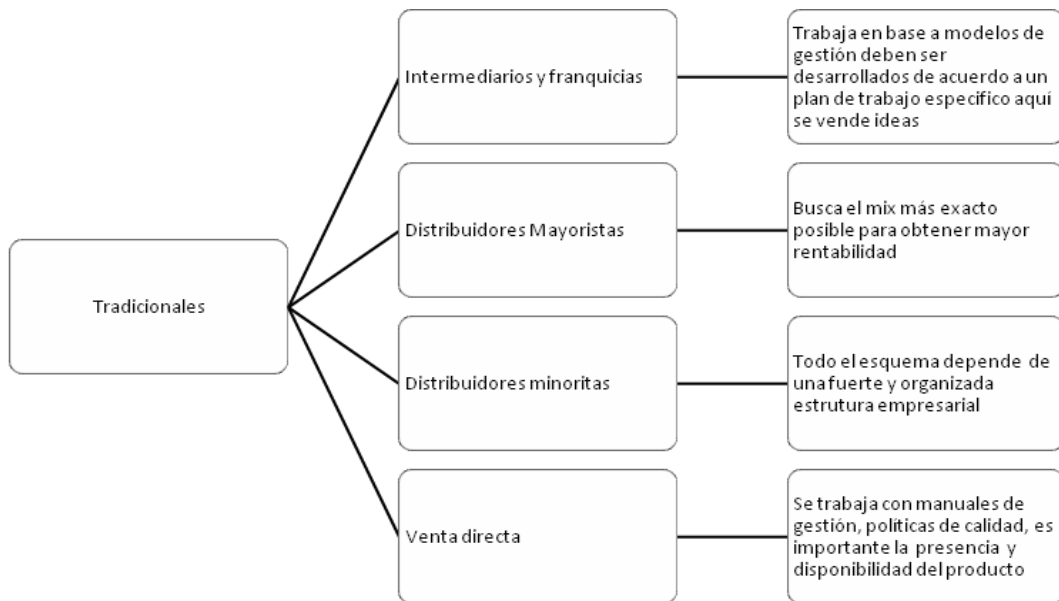 Tradicionales
Intermediarios y franquicias
Trabaja en base a modelos de
gestión deben ser
desarrollados de acuerdo a un
plan de trabajo especifico aquí
se vende ideas
Distribuidores Mayoristas
Busca el mix más exacto
posible para obtener mayor
rentabilidad
Distribuidores minoritas
Todo el esquema depende de
una fuerte y organizada
estrutura empresarial
Venta directa
Se trabaja con manuales de
gestión, políticas de calidad, es
importante la presencia y
disponibilidad del producto